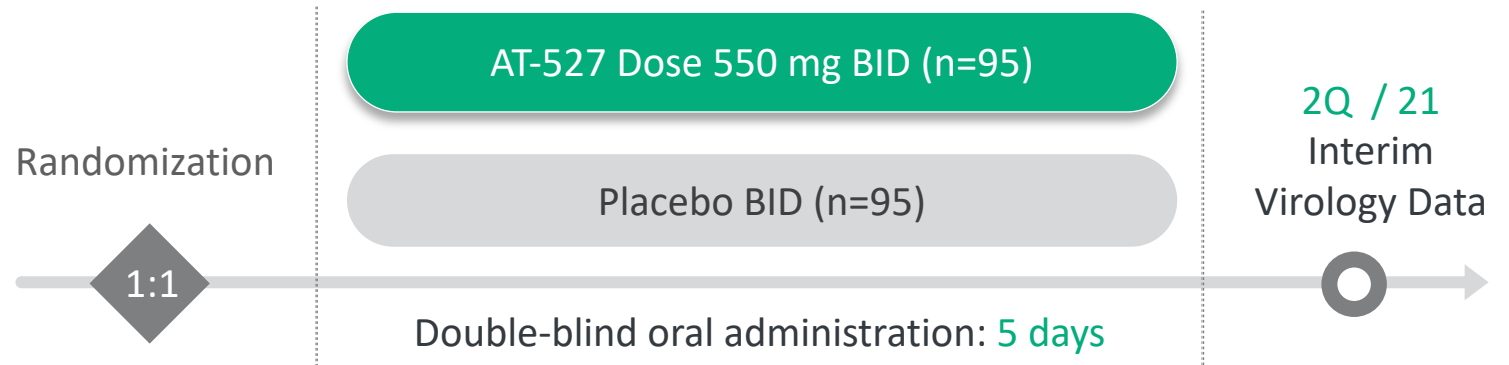 Randomization
1:1
AT-527 Dose 550 mg BID (n=95)
Placebo BID (n=95)
Double-blind oral administration: 5 days
2Q / 21
Interim
Virology Data